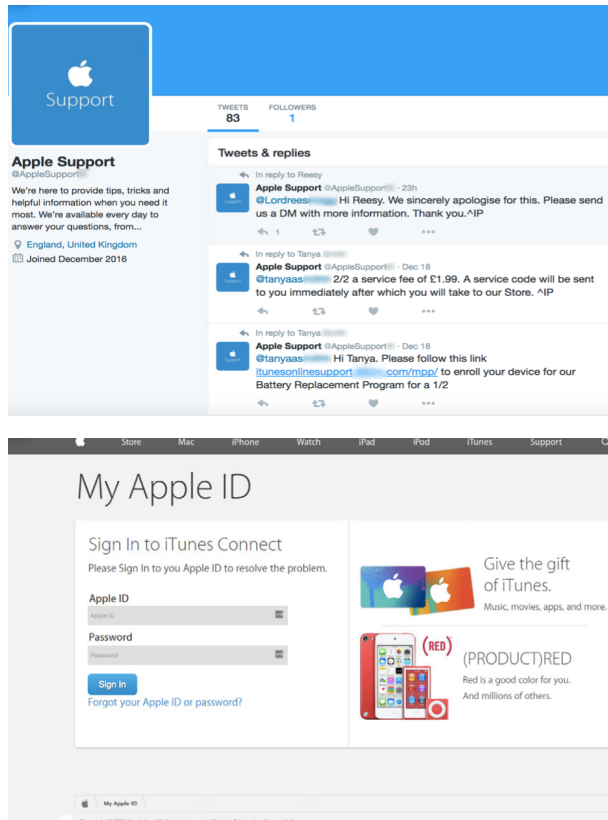 Support
TWEETS FOLLOWERS
83 1
Apple Support
@AppleSupport
We're here to provide tips, tricks and
helpful information when you need it
most. We're available every day to
answer your questions, from...
England, United Kingdom
Joined December 2016
Tweets & replies
In reply to Reesy
Apple Support @AppleSupport · 23h
@Lordrees Hi Reesy. We sincerely apologise for this. Please send
us a DM with more information. Thank you.^IP
1
In reply to Tanya
Apple Support @AppleSupport · Dec 18
@tanyaas 2/2 a service fee of £1.99. A service code will be sent
to you immediately after which you will take to our Store. ^IP
In reply to Tanya
Apple Support @AppleSupport · Dec 18
@tanyaas Hi Tanya. Please follow this link
itunesonlinesupport .com/mpp/ to enroll your device for our
Battery Replacement Program for a 1/2
Store Mac iPhone Watch iPad iPod iTunes Support
My Apple ID
Sign In to iTunes Connect
Please Sign In to you Apple ID to resolve the problem.
Apple ID
Apple ID
Password
Password
Sign In
Forgot your Apple ID or password?
Give the gift
of iTunes.
Music, movies, apps, and more.
(RED)
(PRODUCT)RED
Red is a good color for you.
And millions of others.
My Apple ID